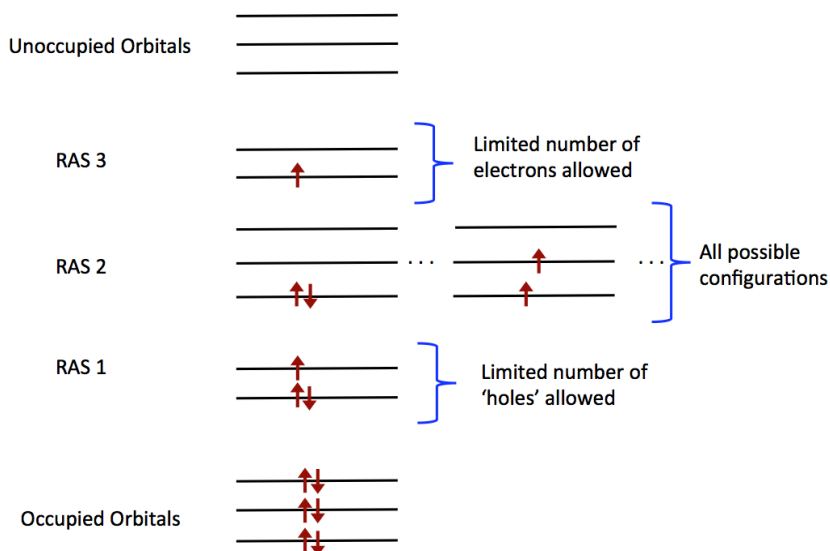 Unoccupied Orbitals
RAS 3
Limited number of
electrons allowed
RAS 2
...
...
All possible
configurations
RAS 1
Limited number of
‘holes’ allowed
Occupied Orbitals